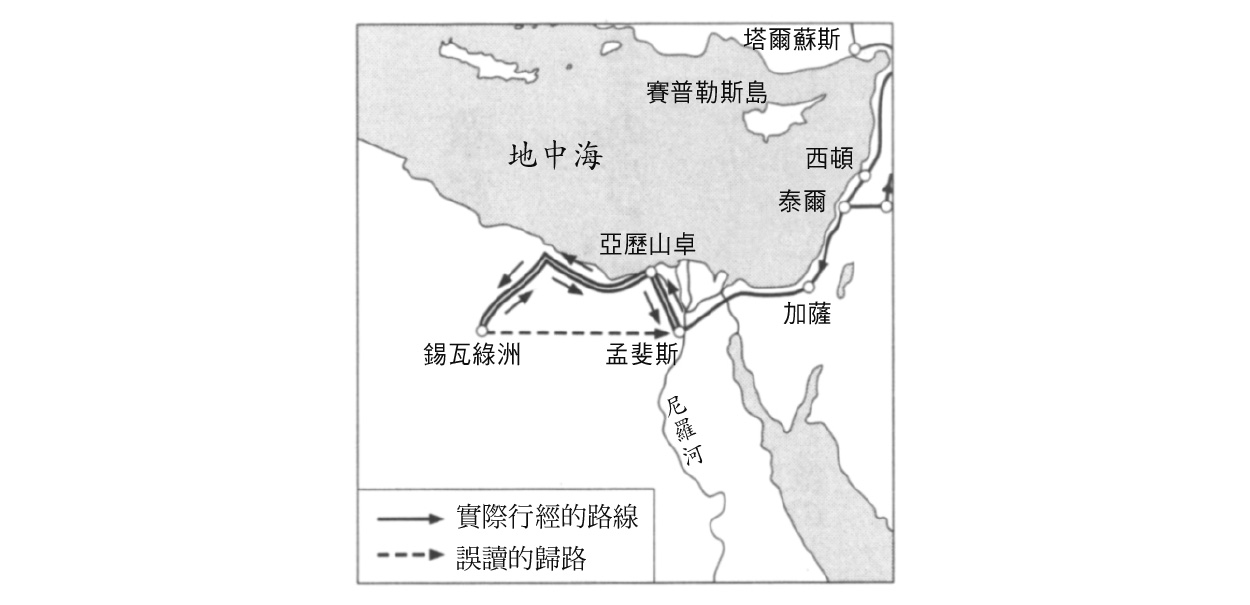 塔爾蘇斯
賽普勒斯島
地中海
西頓
泰爾
亞歷山卓
加薩
錫瓦綠洲
孟斐斯
尼羅河
實際行經的路線
誤讀的歸路